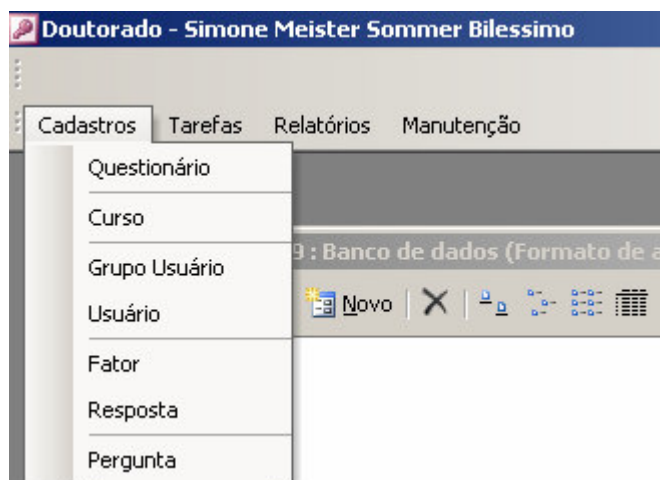 Doutorado - Simone Meister Sommer Bilessimo
Cadastros Tarefas Relatórios Manutenção
Questionário
Curso
9 : Banco de dados (Formato de a
Grupo Usuário
Novo
Usuário
Fator
Resposta
Pergunta